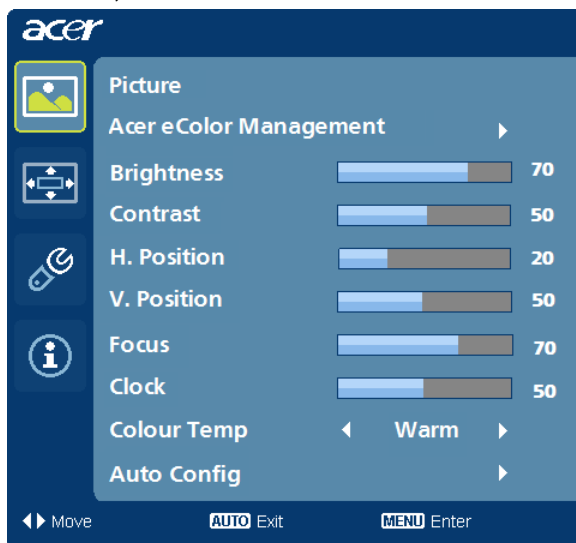 acer
Picture
Acer eColor Management
Brightness 70
Contrast 50
H. Position 20
V. Position 50
Focus 70
Clock 50
Colour Temp Warm
Auto Config
Move AUTO Exit MENU Enter